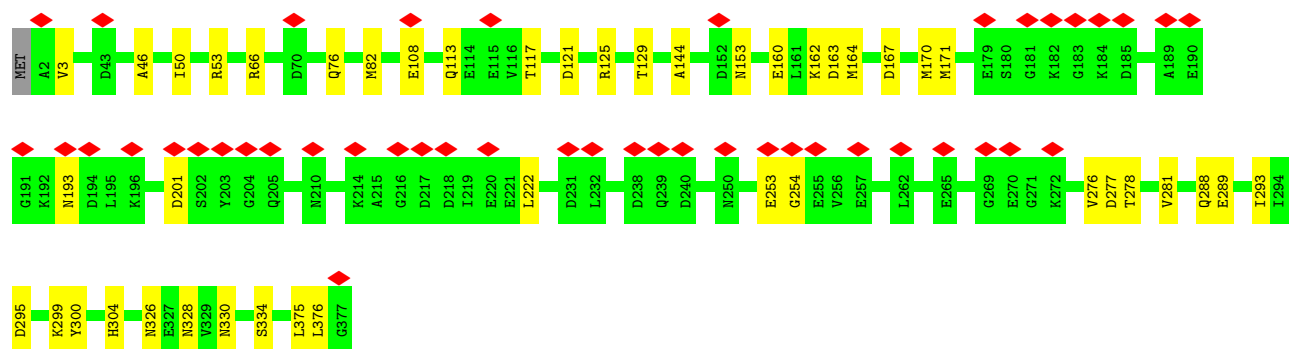 MET A2 V3 D43 A46 I50 R53 R66 D70 Q76 M82 E108 Q113 E114 E115 V116 T117 D121 R125 T129 A144 D152 N153 E160 L161 K162 D163 M164 D167 M170 M171 E179 S180 G181 K182 G183 K184 D185 A189 E190
G191 K192 N193 D194 L195 K196 D201 S202 Y203 G204 Q205 N210 K214 A215 G216 D217 D218 I219 E220 E221 L222 D231 L232 D238 Q239 D240 N250 E253 G254 E255 V256 E257 L262 E265 G269 E270 G271 K272 V276 D277 T278 V281 Q288 E289 I293 I294
D295 K299 Y300 H304 N326 E327 N328 V329 N330 S334 L375 L376 G377